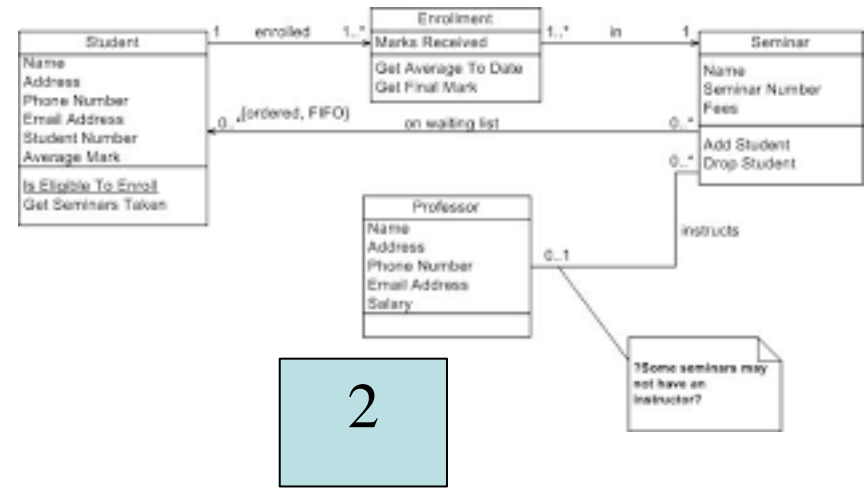 Student
Name
Address
Phone Number
Email Address
Student Number
Average Mark
Is Eligible To Enroll
Get Seminars Taken
1 enrolled 1..*
Enrollment
Marks Received
Get Average To Date
Get Final Mark
1..* in 1
Seminar
Name
Seminar Number
Fees
Add Student
Drop Student
0..* {ordered, FIFO} on waiting list 0..*
0..*
instructs
0..1
Professor
Name
Address
Phone Number
Email Address
Salary
?Some seminars may
not have an
instructor?
2